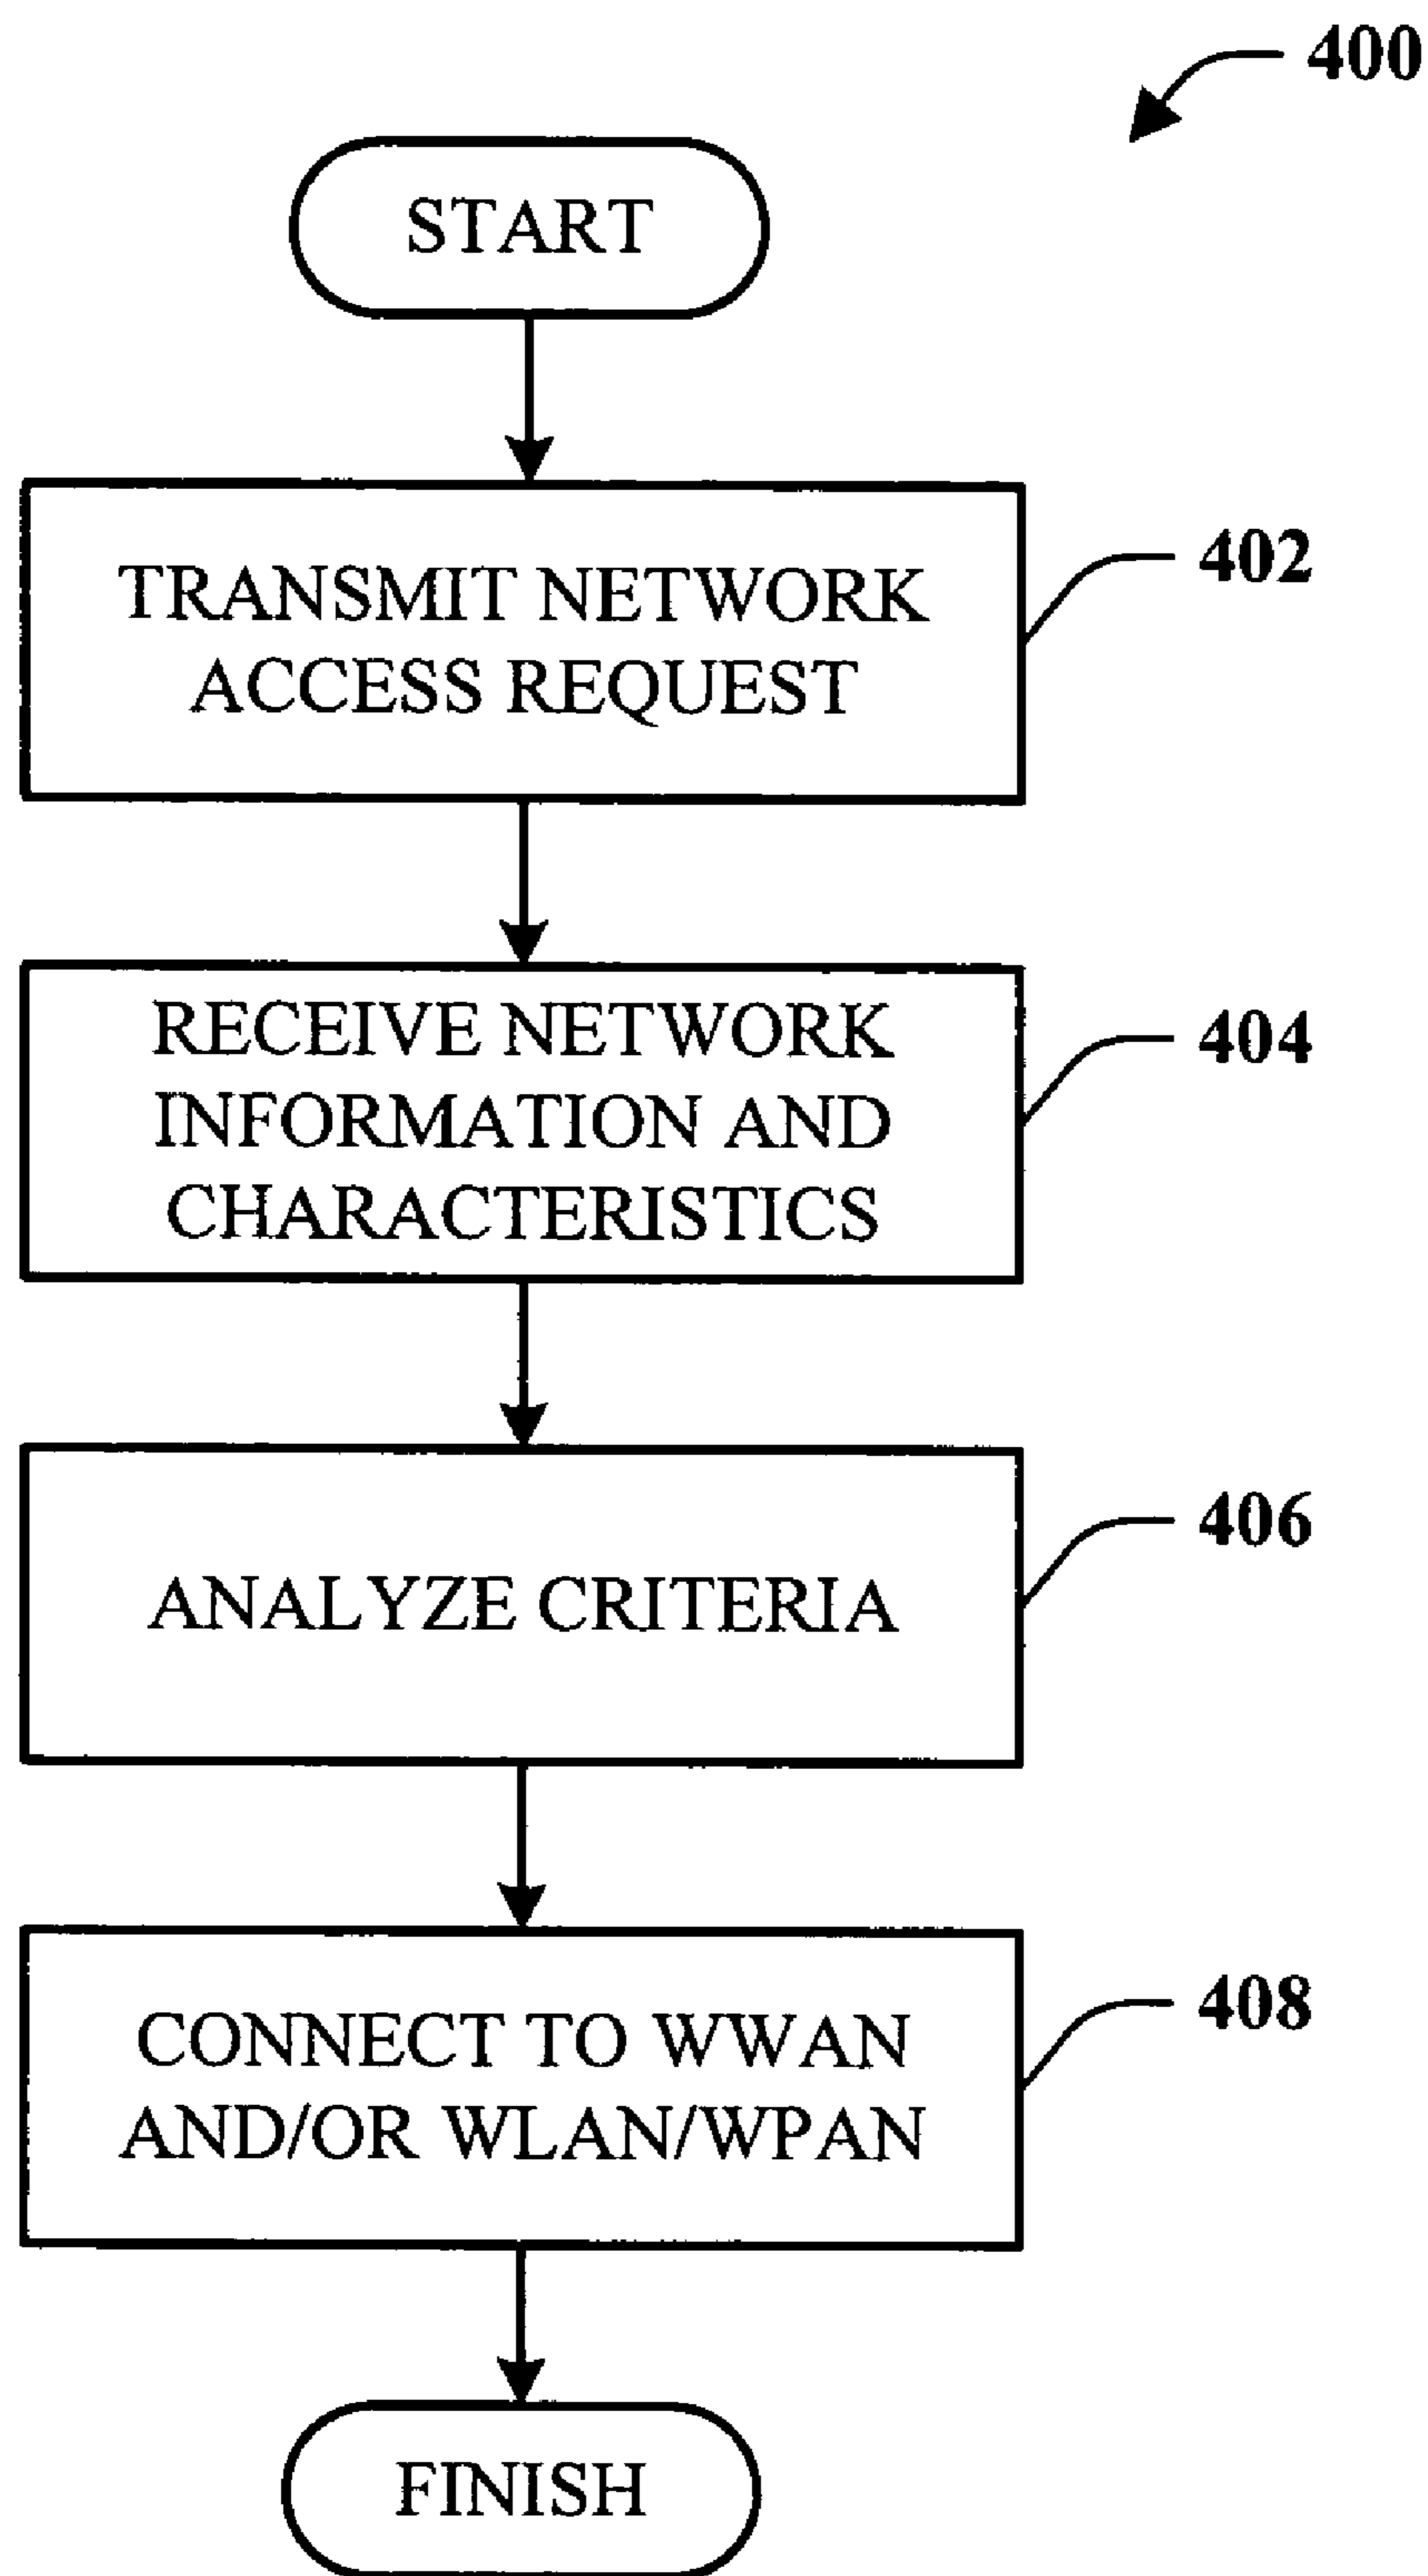 400
START
TRANSMIT NETWORK
ACCESS REQUEST
402
RECEIVE NETWORK
INFORMATION AND
CHARACTERISTICS
404
ANALYZE CRITERIA
406
CONNECT TO WWAN
AND/OR WLAN/WPAN
408
FINISH